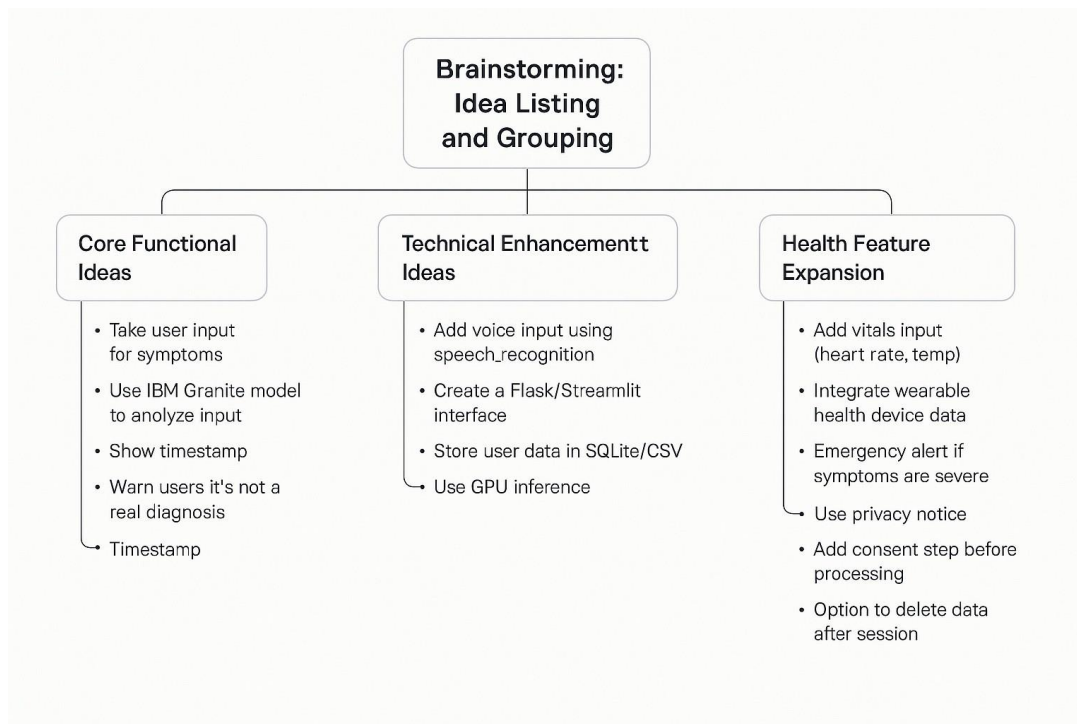 Brainstorming:
Idea Listing
and Grouping
Core Functional
Ideas
• Take user input
for symptoms
• Use IBM Granite model
to anolyze input
• Show timestamp
• Warn users it's not a
real diagnosis
• Timestamp
Technical Enhancementt
Ideas
• Add voice input using
speech_recognition
• Create a Flask/Streamlit
interface
• Store user data in SQLite/CSV
• Use GPU inference
Health Feature
Expansion
• Add vitals input
(heart rate, temp)
• Integrate wearable
health device data
• Emergency alert if
symptoms are severe
• Use privacy notice
• Add consent step before
processing
• Option to delete data
after session